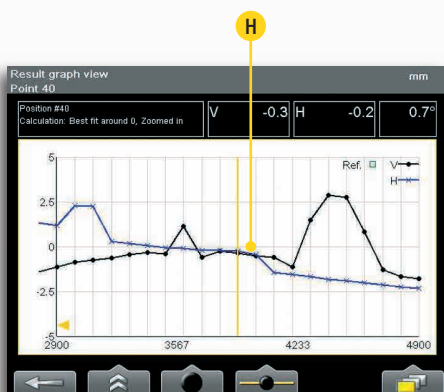 H
Result graph view mm
Point 40
Position #40
Calculation: Best fit around 0, Zoomed in
V -0.3 H -0.2 0.7°
5
Ref. V
H
2.5
0
-2.5
-5
2900 3567 4233 4900